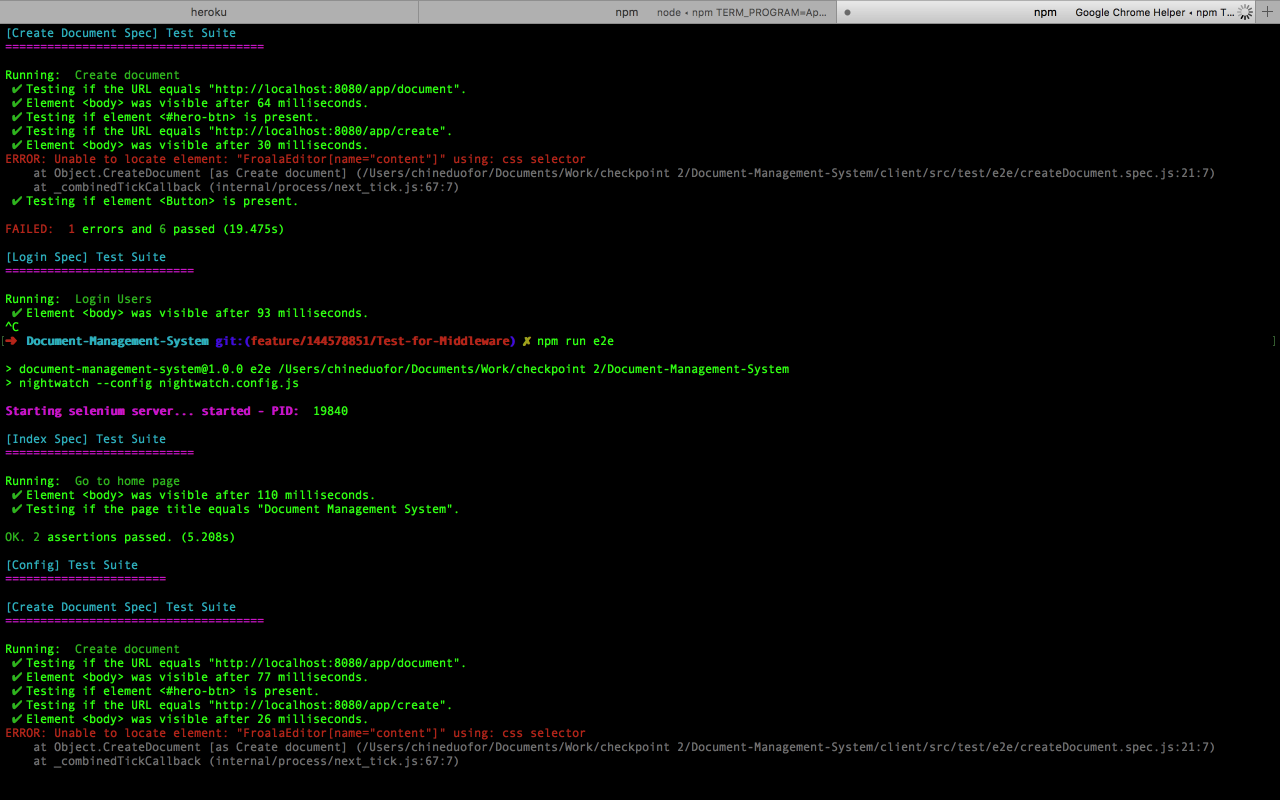 heroku
npm node • npm TERM_PROGRAM=Ap...
npm Google Chrome Helper • npm T...
[Create Document Spec] Test Suite
=====================================
Running:  Create document
✔ Testing if the URL equals "http://localhost:8080/app/document".
✔ Element <body> was visible after 64 milliseconds.
✔ Testing if element <#hero-btn> is present.
✔ Testing if the URL equals "http://localhost:8080/app/create".
✔ Element <body> was visible after 30 milliseconds.
ERROR: Unable to locate element: "FroalaEditor[name="content"]" using: css selector
    at Object.CreateDocument [as Create document] (/Users/chineduofor/Documents/Work/checkpoint 2/Document-Management-System/client/src/test/e2e/createDocument.spec.js:21:7)
    at _combinedTickCallback (internal/process/next_tick.js:67:7)
✔ Testing if element <Button> is present.
FAILED:  1 errors and 6 passed (19.475s)
[Login Spec] Test Suite
===========================
Running:  Login Users
✔ Element <body> was visible after 93 milliseconds.
^C
[➜  Document-Management-System git:(feature/144578851/Test-for-Middleware) ✗ npm run e2e ]
> document-management-system@1.0.0 e2e /Users/chineduofor/Documents/Work/checkpoint 2/Document-Management-System
> nightwatch --config nightwatch.config.js
Starting selenium server... started - PID:  19840
[Index Spec] Test Suite
===========================
Running:  Go to home page
✔ Element <body> was visible after 110 milliseconds.
✔ Testing if the page title equals "Document Management System".
OK. 2 assertions passed. (5.208s)
[Config] Test Suite
=======================
[Create Document Spec] Test Suite
=====================================
Running:  Create document
✔ Testing if the URL equals "http://localhost:8080/app/document".
✔ Element <body> was visible after 77 milliseconds.
✔ Testing if element <#hero-btn> is present.
✔ Testing if the URL equals "http://localhost:8080/app/create".
✔ Element <body> was visible after 26 milliseconds.
ERROR: Unable to locate element: "FroalaEditor[name="content"]" using: css selector
    at Object.CreateDocument [as Create document] (/Users/chineduofor/Documents/Work/checkpoint 2/Document-Management-System/client/src/test/e2e/createDocument.spec.js:21:7)
    at _combinedTickCallback (internal/process/next_tick.js:67:7)